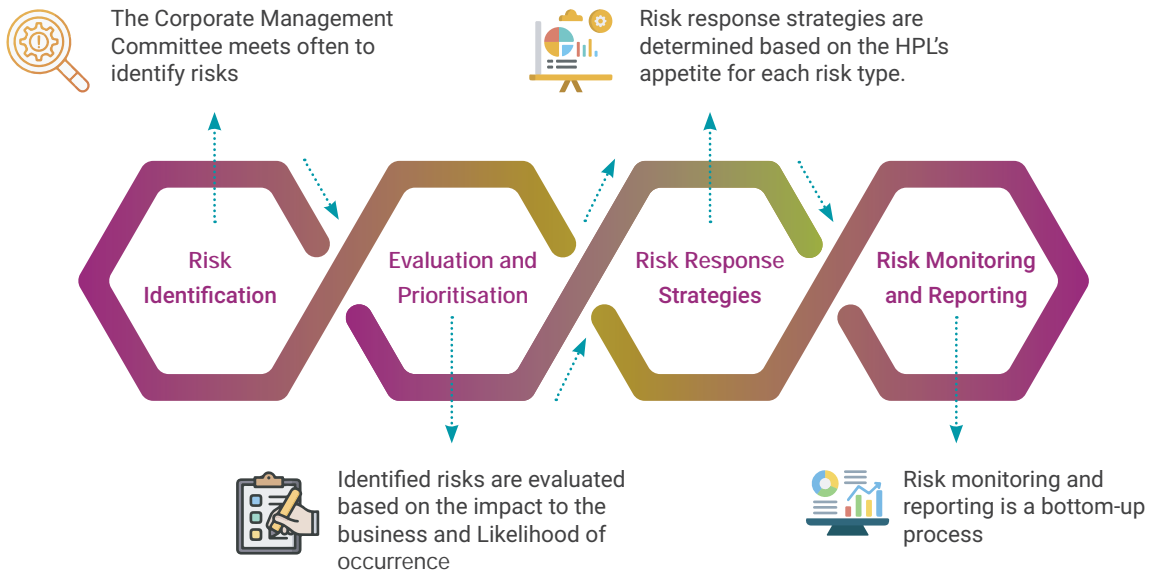 The Corporate Management
Committee meets often to
identify risks
Risk response strategies are
determined based on the HPL's
appetite for each risk type.
Risk
Identification
Evaluation and
Prioritisation
Risk Response
Strategies
Risk Monitoring
and Reporting
Identified risks are evaluated
based on the impact to the
business and Likelihood of
occurrence
Risk monitoring and
reporting is a bottom-up
process